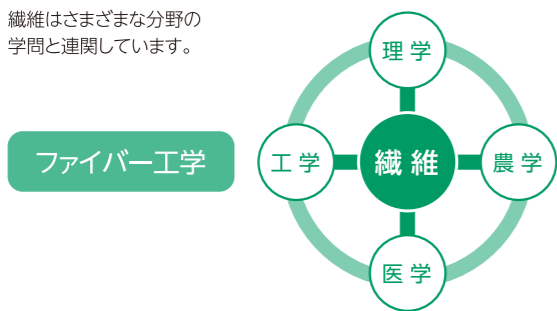 繊維はさまざまな分野の
学問と連関しています。
理学
ファイバー工学
工学
繊維
農学
医学